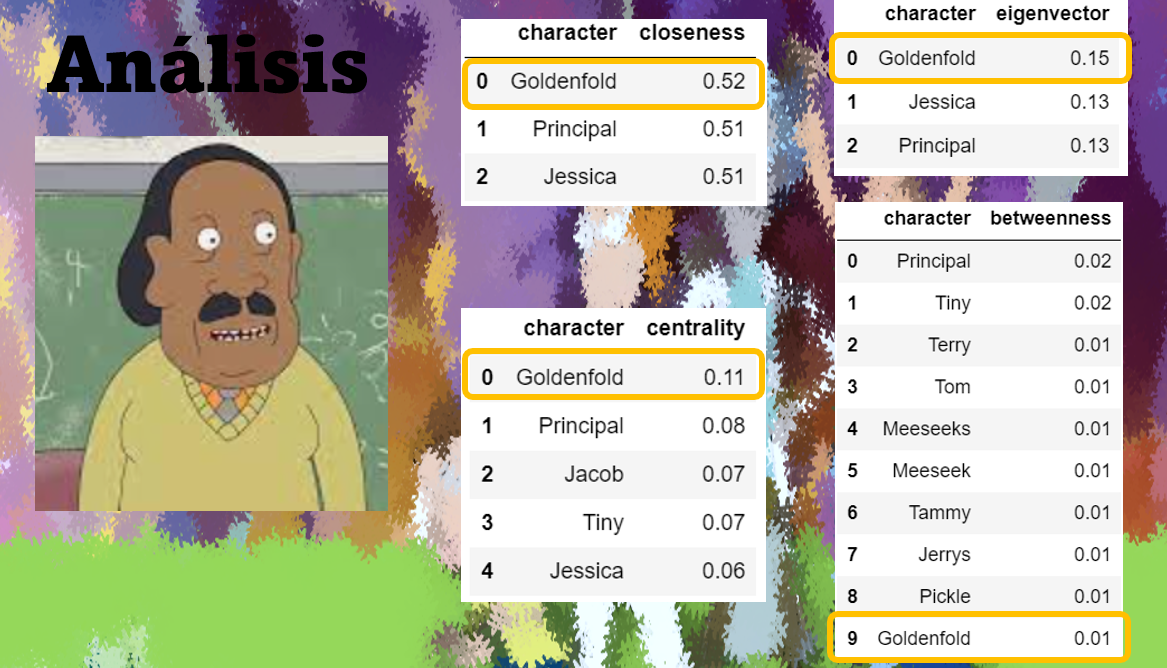 Análisis
character closeness
0 Goldenfold 0.52
1 Principal 0.51
2 Jessica 0.51
character eigenvector
0 Goldenfold 0.15
1 Jessica 0.13
2 Principal 0.13
character centrality
0 Goldenfold 0.11
1 Principal 0.08
2 Jacob 0.07
3 Tiny 0.07
4 Jessica 0.06
character betweenness
0 Principal 0.02
1 Tiny 0.02
2 Terry 0.01
3 Tom 0.01
4 Meeseeks 0.01
5 Meeseek 0.01
6 Tammy 0.01
7 Jerrys 0.01
8 Pickle 0.01
9 Goldenfold 0.01
4